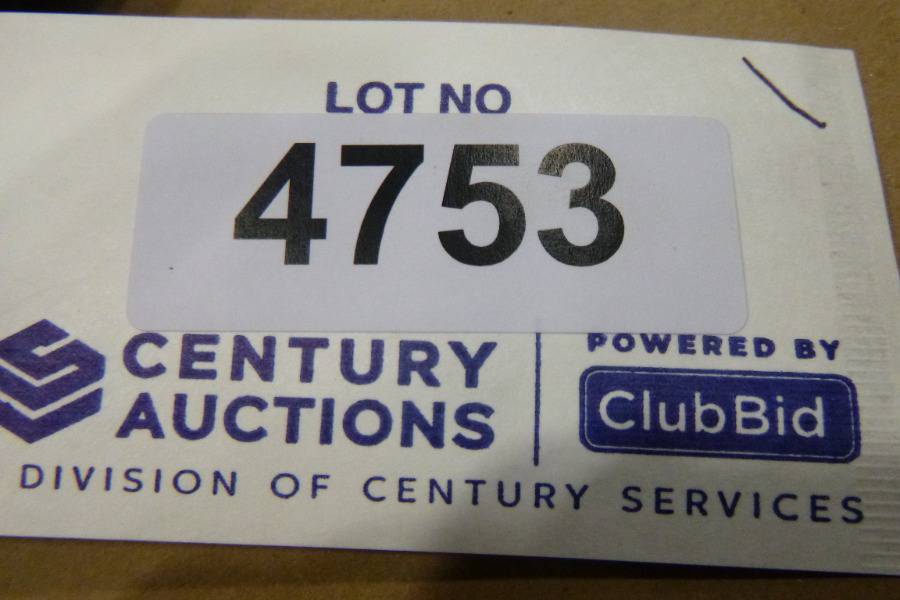 LOT NO
4753
CENTURY
AUCTIONS
POWERED BY
ClubBid
DIVISION OF CENTURY SERVICES